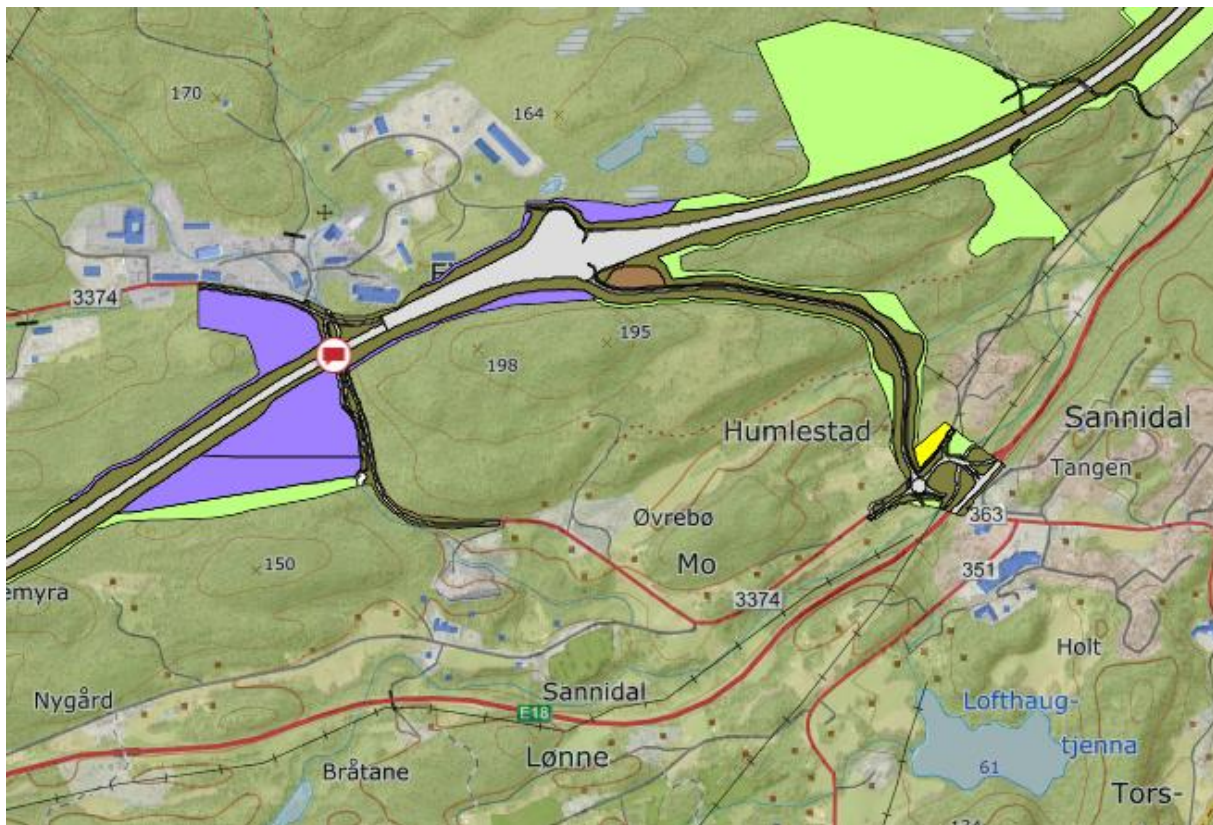 170
164
3374
195
198
Humlestad
Sannidal
Tangen
Øvrebø
363
Mo
351
150
emyra
3374
Holt
Nygård
Sannidal
Lofthaug-
E18
tjenna
Lønne
Bråtane
61
Tors-